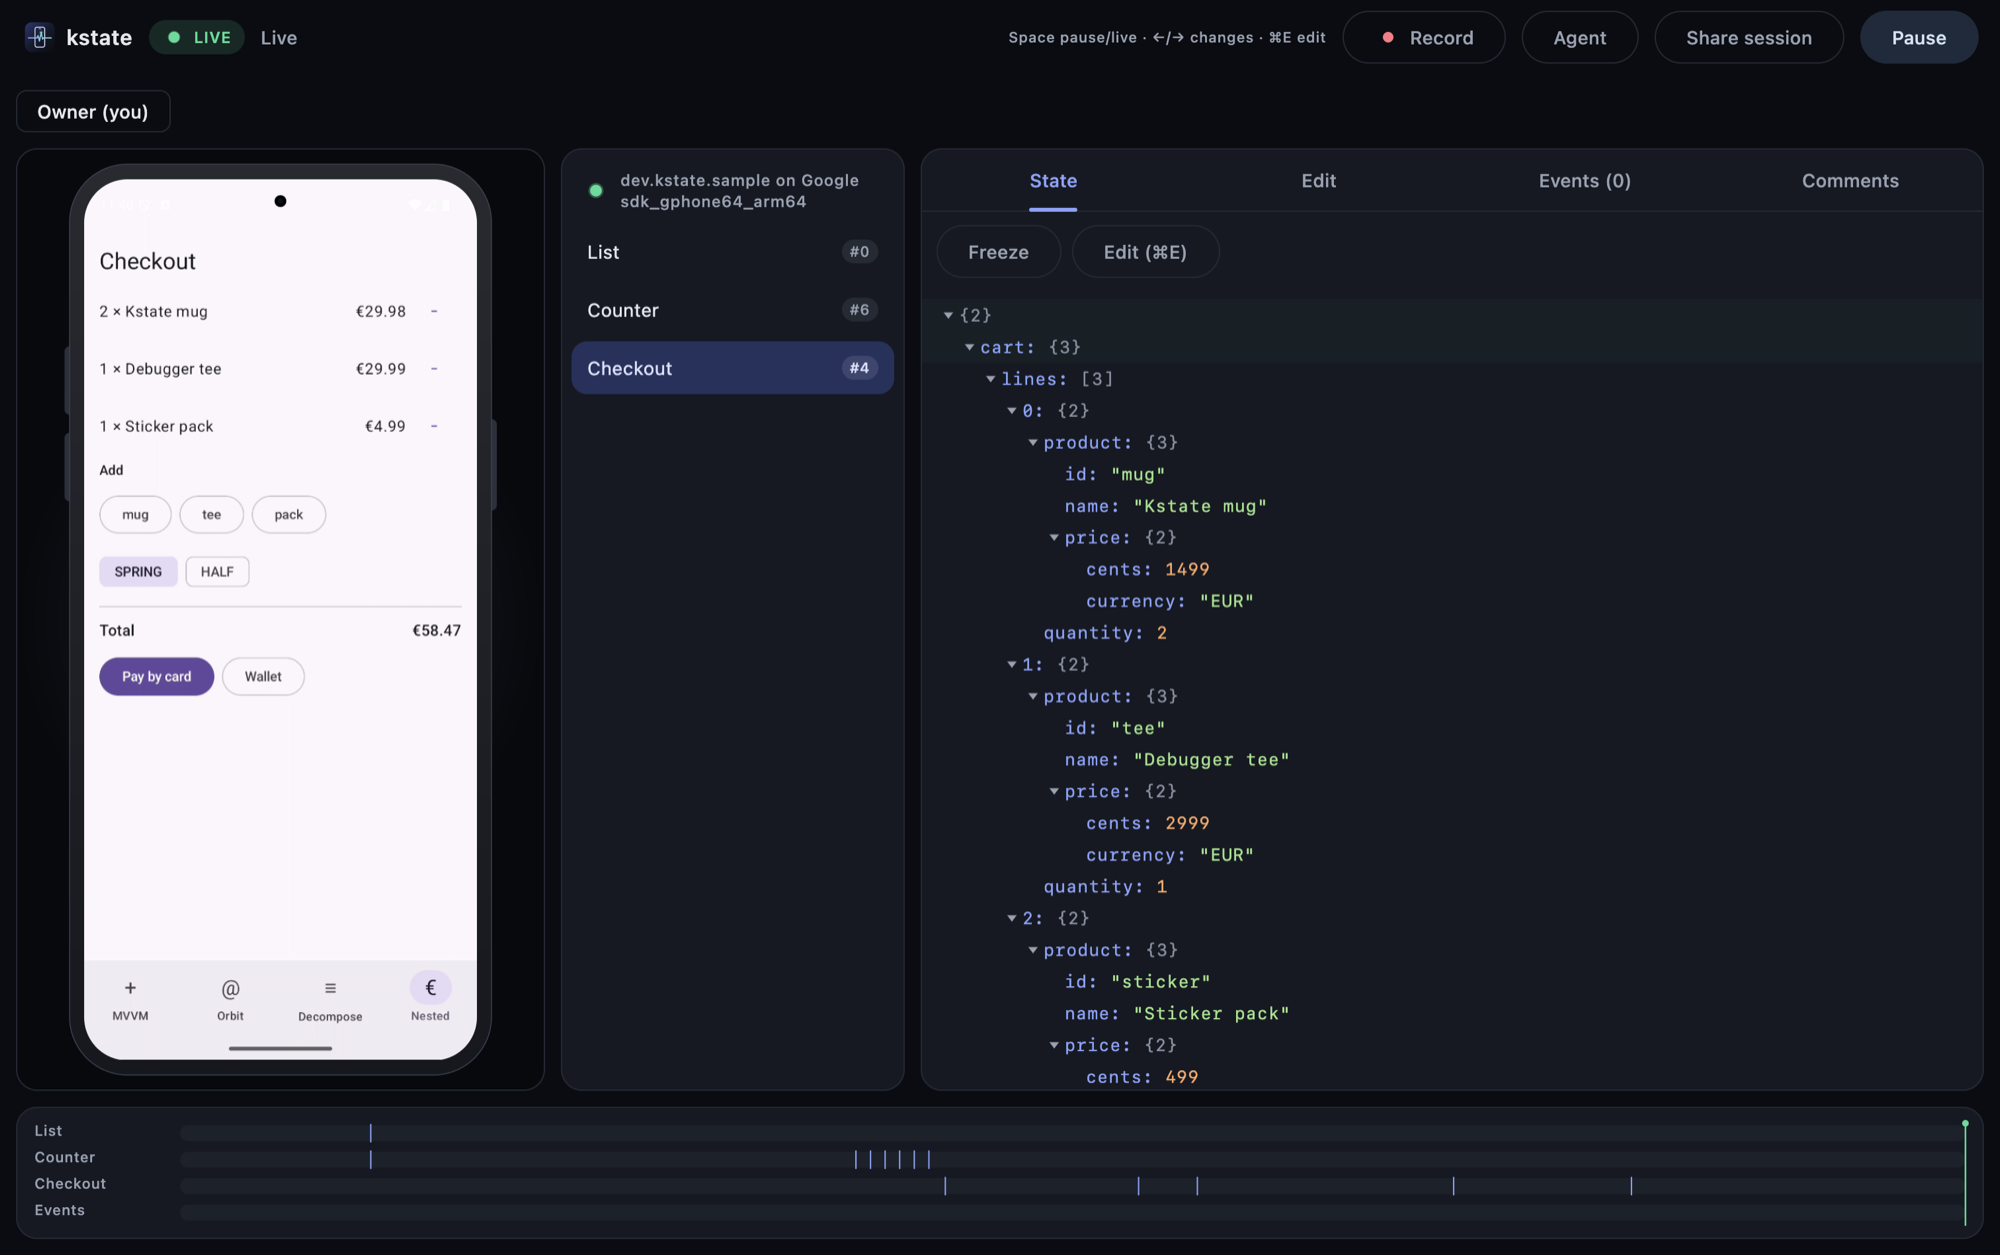 kstate
LIVE
Live
Space pause/live · ←/→ changes · ⌘E edit
Record
Agent
Share session
Pause
Owner (you)
Checkout
2 × Kstate mug €29.98 -
1 × Debugger tee €29.99 -
1 × Sticker pack €4.99 -
Add
mug tee pack
SPRING HALF
Total €58.47
Pay by card Wallet
+ @ ≡ €
MVVM Orbit Decompose Nested
dev.kstate.sample on Google
sdk_gphone64_arm64
List #0
Counter #6
Checkout #4
State Edit Events (0) Comments
Freeze Edit (⌘E)
{2}
cart: {3}
lines: [3]
0: {2}
product: {3}
id: "mug"
name: "Kstate mug"
price: {2}
cents: 1499
currency: "EUR"
quantity: 2
1: {2}
product: {3}
id: "tee"
name: "Debugger tee"
price: {2}
cents: 2999
currency: "EUR"
quantity: 1
2: {2}
product: {3}
id: "sticker"
name: "Sticker pack"
price: {2}
cents: 499
List
Counter
Checkout
Events